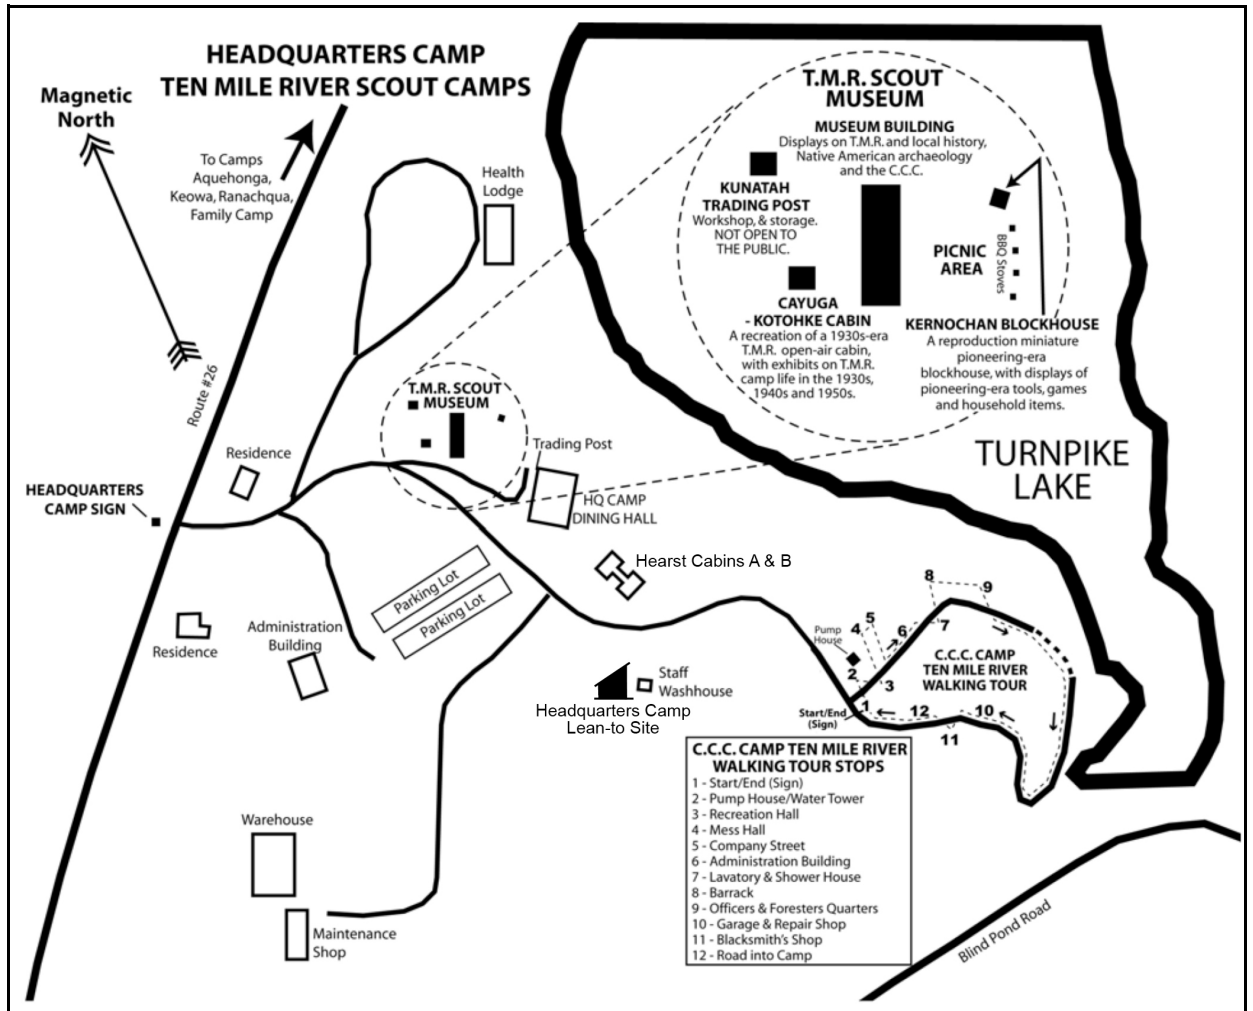 HEADQUARTERS CAMP
TEN MILE RIVER SCOUT CAMPS
Magnetic
North
To Camps
Aquehonga,
Keowa, Ranachqua,
Family Camp
Health
Lodge
T.M.R. SCOUT
MUSEUM
MUSEUM BUILDING
Displays on T.M.R. and local history,
Native American archaeology
and the C.C.C.
KUNATAH
TRADING POST
Workshop, & storage.
NOT OPEN TO
THE PUBLIC.
PICNIC
AREA
BBQ Stoves
CAYUGA
- KOTOHKE CABIN
A recreation of a 1930s-era
T.M.R. open-air cabin,
with exhibits on T.M.R.
camp life in the 1930s,
1940s and 1950s.
KERNOCHAN BLOCKHOUSE
A reproduction miniature
pioneering-era
blockhouse, with displays of
pioneering-era tools, games
and household items.
Route #26
T.M.R. SCOUT
MUSEUM
Residence
Trading Post
TURNPIKE
LAKE
HEADQUARTERS
CAMP SIGN
HQ CAMP
DINING HALL
Hearst Cabins A & B
Parking Lot
Parking Lot
Residence
Administration
Building
8
9
5
4
6
7
Pump
House
2
3
C.C.C. CAMP
TEN MILE RIVER
WALKING TOUR
Staff
Washhouse
Headquarters Camp
Lean-to Site
Start/End
(Sign)
1
12
10
11
C.C.C. CAMP TEN MILE RIVER
WALKING TOUR STOPS
1 - Start/End (Sign)
2 - Pump House/Water Tower
3 - Recreation Hall
4 - Mess Hall
5 - Company Street
6 - Administration Building
7 - Lavatory & Shower House
8 - Barrack
9 - Officers & Foresters Quarters
10 - Garage & Repair Shop
11 - Blacksmith's Shop
12 - Road into Camp
Warehouse
Maintenance
Shop
Blind Pond Road